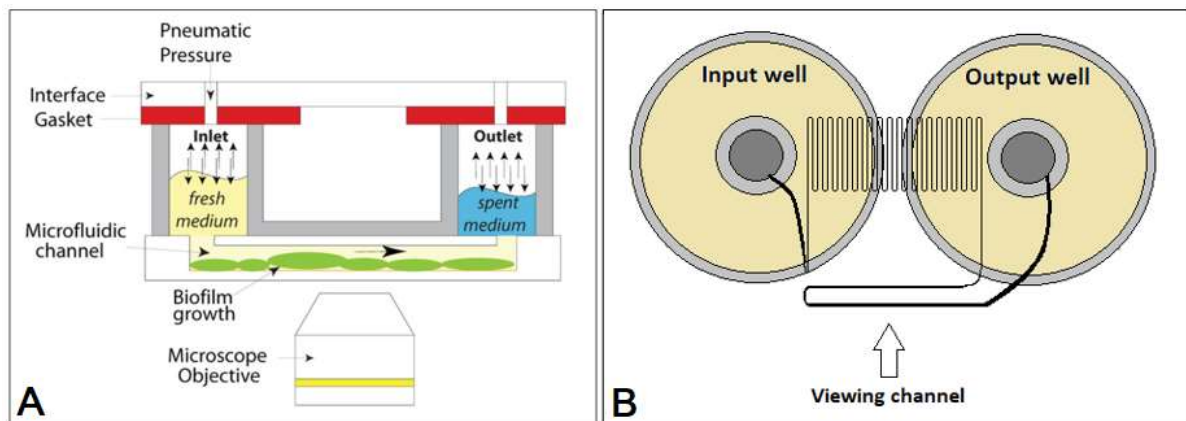 Pneumatic
Pressure
Interface
Gasket
Inlet
Outlet
fresh
medium
spent
medium
Microfluidic
channel
Biofilm
growth
Microscope
Objective
A
Input well
Output well
Viewing channel
B